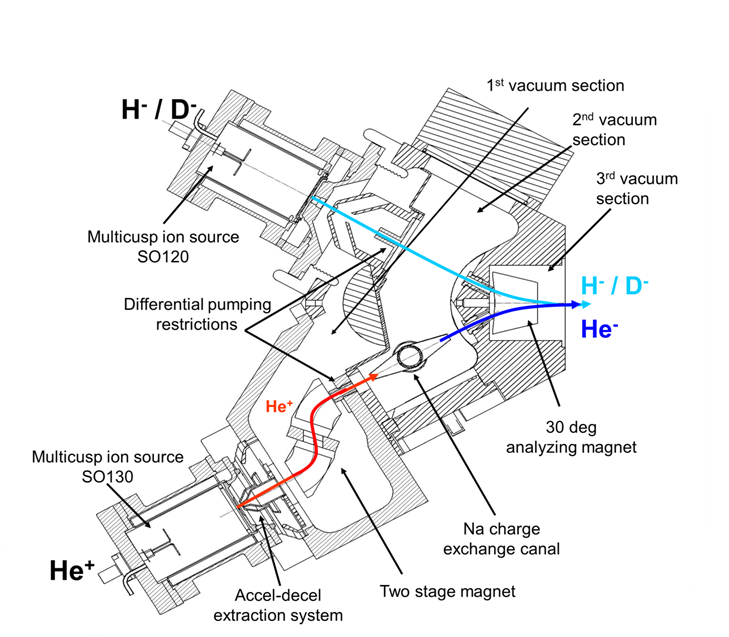 1st vacuum section
H- / D-
2nd vacuum
section
3rd vacuum
section
Multicusp ion source
SO120
Differential pumping
restrictions
H- / D-
He-
He+
30 deg
analyzing magnet
Multicusp ion source
SO130
Na charge
exchange canal
He+
Accel-decel
extraction system
Two stage magnet